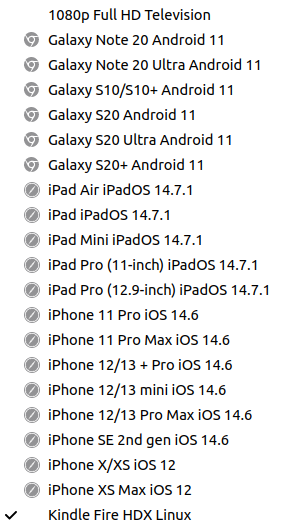 1080p Full HD Television
Galaxy Note 20 Android 11
Galaxy Note 20 Ultra Android 11
Galaxy S10/S10+ Android 11
Galaxy S20 Android 11
Galaxy S20 Ultra Android 11
Galaxy S20+ Android 11
iPad Air iPadOS 14.7.1
iPad iPadOS 14.7.1
iPad Mini iPadOS 14.7.1
iPad Pro (11-inch) iPadOS 14.7.1
iPad Pro (12.9-inch) iPadOS 14.7.1
iPhone 11 Pro iOS 14.6
iPhone 11 Pro Max iOS 14.6
iPhone 12/13 + Pro iOS 14.6
iPhone 12/13 mini iOS 14.6
iPhone 12/13 Pro Max iOS 14.6
iPhone SE 2nd gen iOS 14.6
iPhone X/XS iOS 12
iPhone XS Max iOS 12
Kindle Fire HDX Linux